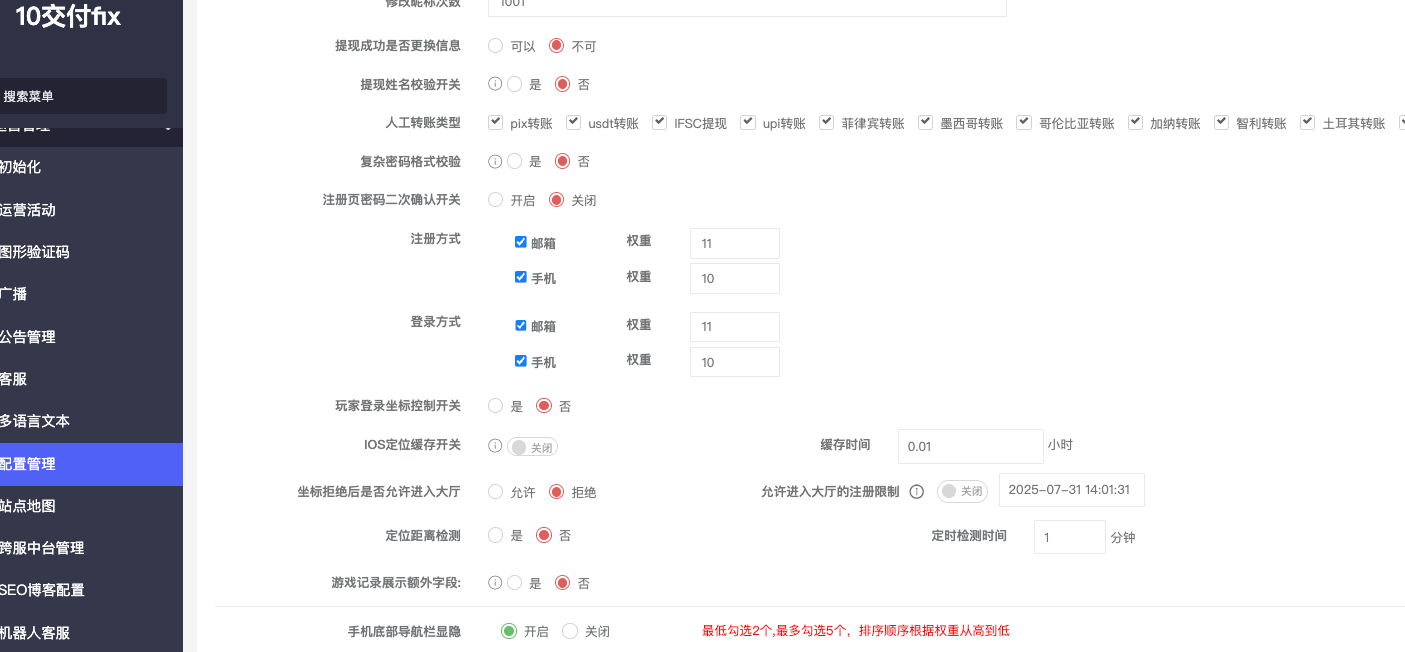 10交付fix
搜索菜单
初始化
运营活动
图形验证码
广播
公告管理
客服
多语言文本
配置管理
站点地图
跨服中台管理
SEO博客配置
机器人客服
修改昵称次数 1001
提现成功是否更换信息 可以 不可
提现姓名校验开关 是 否
人工转账类型 pix转账 usdt转账 IFSC提现 upi转账 菲律宾转账 墨西哥转账 哥伦比亚转账 加纳转账 智利转账 土耳其转账
复杂密码格式校验 是 否
注册页密码二次确认开关 开启 关闭
注册方式 邮箱 权重 11
手机 权重 10
登录方式 邮箱 权重 11
手机 权重 10
玩家登录坐标控制开关 是 否
IOS定位缓存开关 关闭 缓存时间 0.01 小时
坐标拒绝后是否允许进入大厅 允许 拒绝 允许进入大厅的注册限制 关闭 2025-07-31 14:01:31
定位距离检测 是 否 定时检测时间 1 分钟
游戏记录展示额外字段: 是 否
手机底部导航栏显隐 开启 关闭 最低勾选2个,最多勾选5个，排序顺序根据权重从高到低